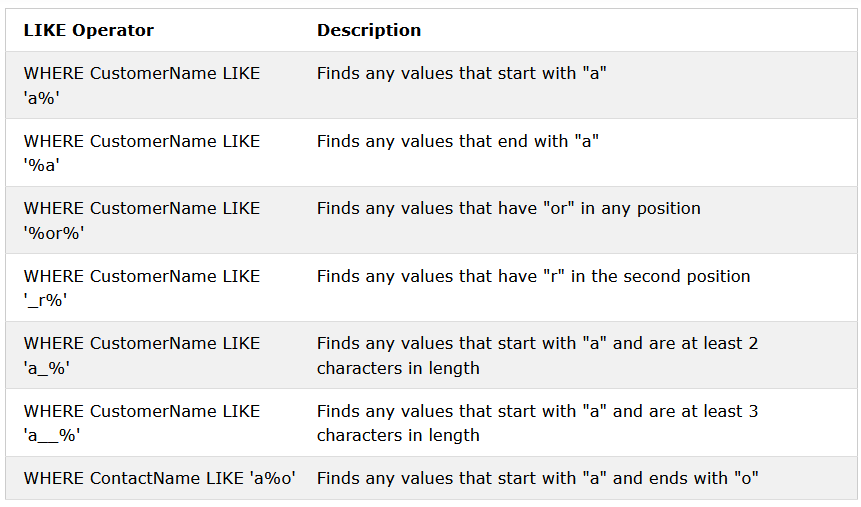 LIKE Operator Description
WHERE CustomerName LIKE Finds any values that start with "a"
'a%'
WHERE CustomerName LIKE Finds any values that end with "a"
'%a'
WHERE CustomerName LIKE Finds any values that have "or" in any position
'%or%'
WHERE CustomerName LIKE Finds any values that have "r" in the second position
'_r%'
WHERE CustomerName LIKE Finds any values that start with "a" and are at least 2
'a_%' characters in length
WHERE CustomerName LIKE Finds any values that start with "a" and are at least 3
'a__%' characters in length
WHERE ContactName LIKE 'a%o' Finds any values that start with "a" and ends with "o"